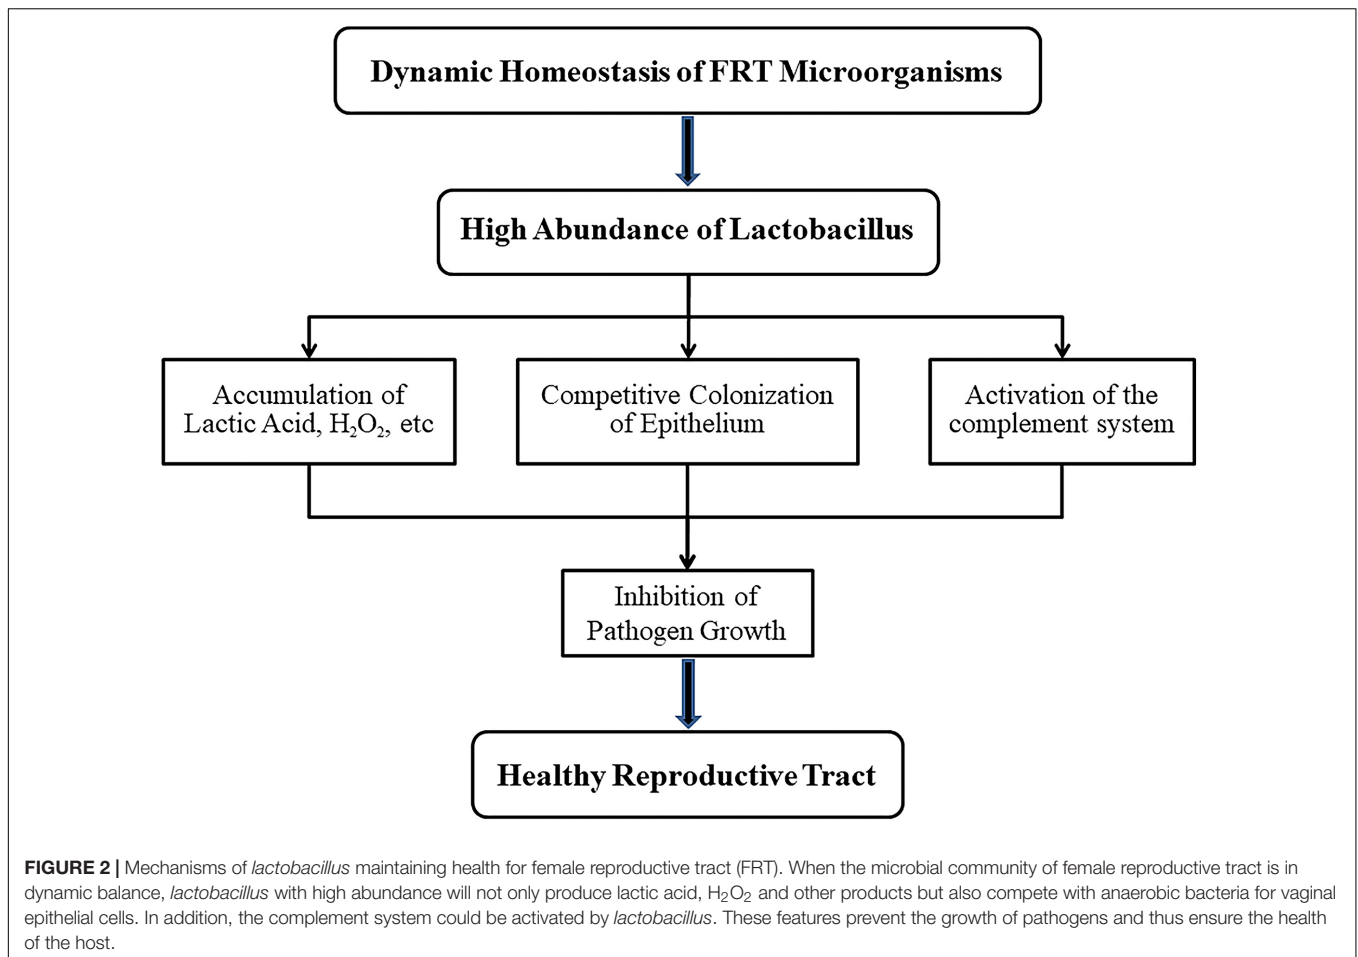 Dynamic Homeostasis of FRT Microorganisms
High Abundance of Lactobacillus
Accumulation of
Lactic Acid, H₂O₂, etc
Competitive Colonization
of Epithelium
Activation of the
complement system
Inhibition of
Pathogen Growth
Healthy Reproductive Tract
FIGURE 2 | Mechanisms of lactobacillus maintaining health for female reproductive tract (FRT). When the microbial community of female reproductive tract is in
dynamic balance, lactobacillus with high abundance will not only produce lactic acid, H₂O₂ and other products but also compete with anaerobic bacteria for vaginal
epithelial cells. In addition, the complement system could be activated by lactobacillus. These features prevent the growth of pathogens and thus ensure the health
of the host.